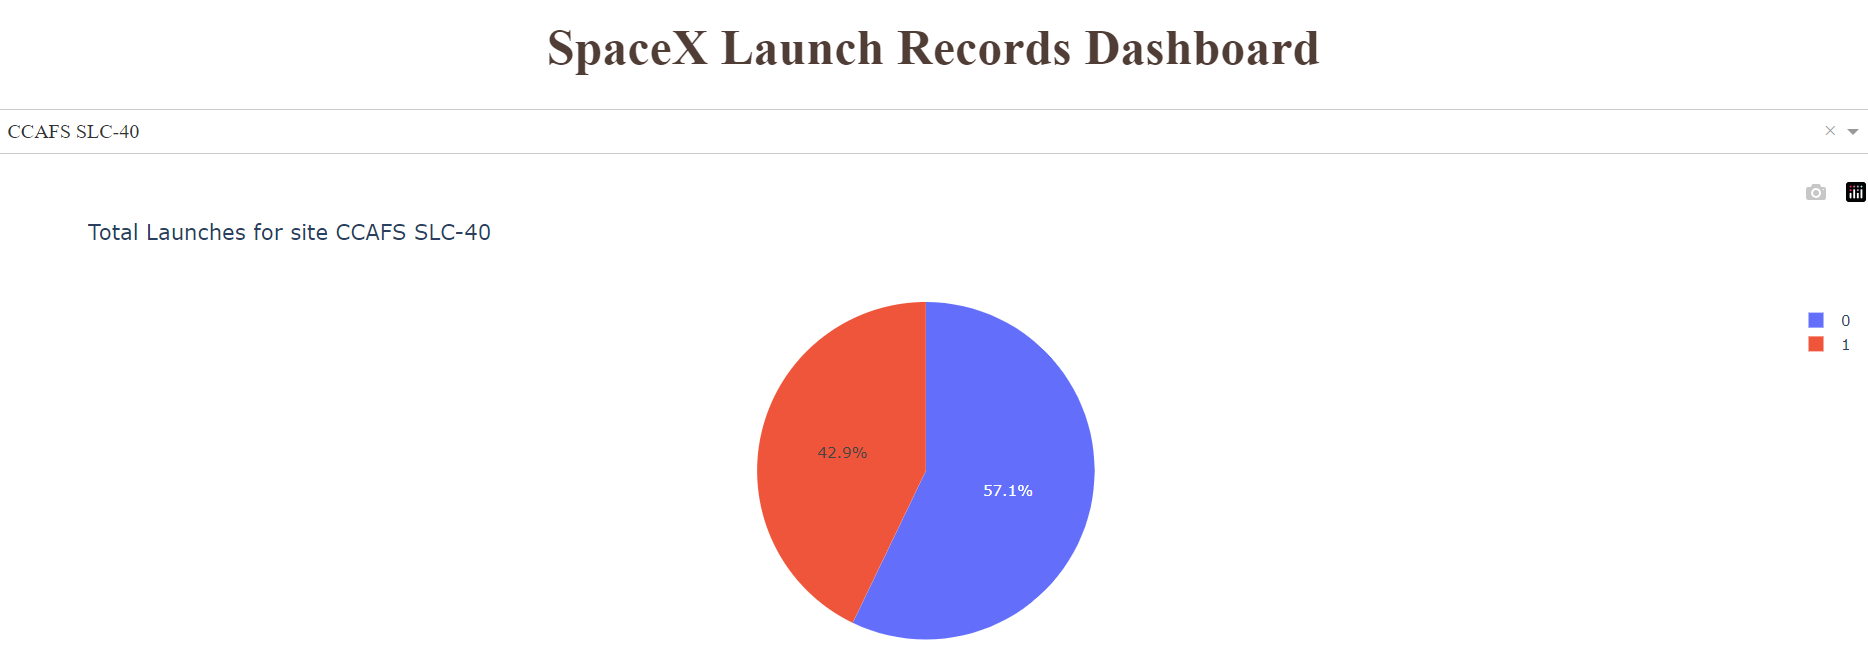 SpaceX Launch Records Dashboard
CCAFS SLC-40
Total Launches for site CCAFS SLC-40
0
1
42.9%
57.1%